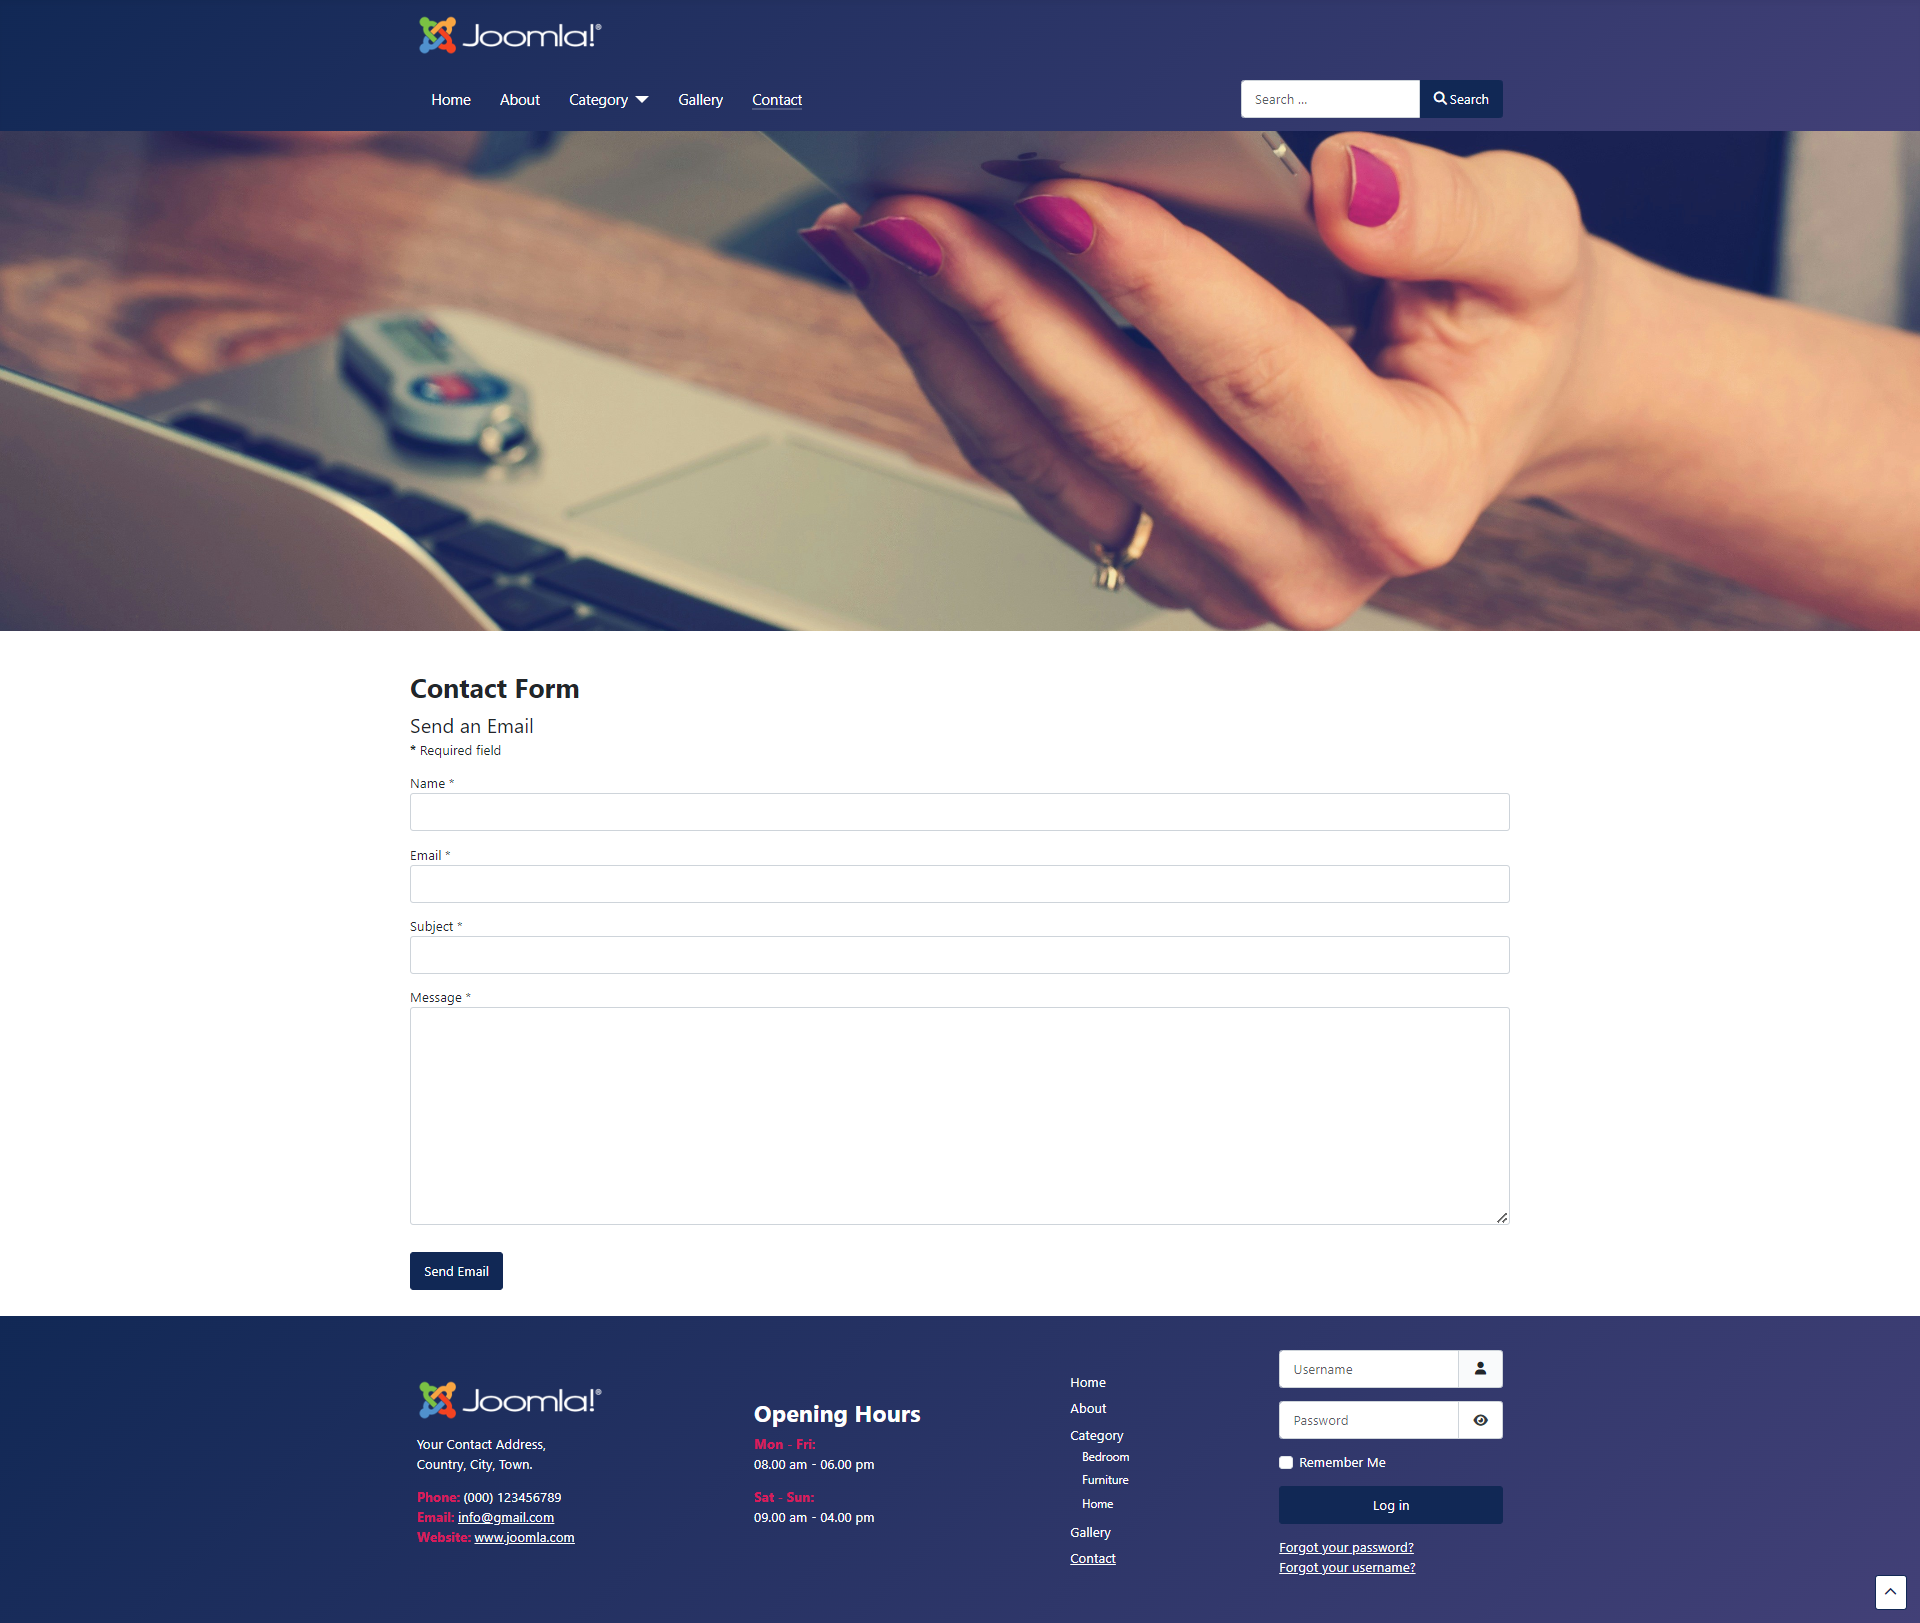 Joomla!®
Home About Category Gallery Contact
Search ...
Search
Contact Form
Send an Email
* Required field
Name *
Email *
Subject *
Message *
Send Email
Joomla!®
Your Contact Address,
Country, City, Town.
Phone: (000) 123456789
Email: info@gmail.com
Website: www.joomla.com
Opening Hours
Mon - Fri:
08.00 am - 06.00 pm
Sat - Sun:
09.00 am - 04.00 pm
Home
About
Category
Bedroom
Furniture
Home
Gallery
Contact
Username
Password
Remember Me
Log in
Forgot your password?
Forgot your username?